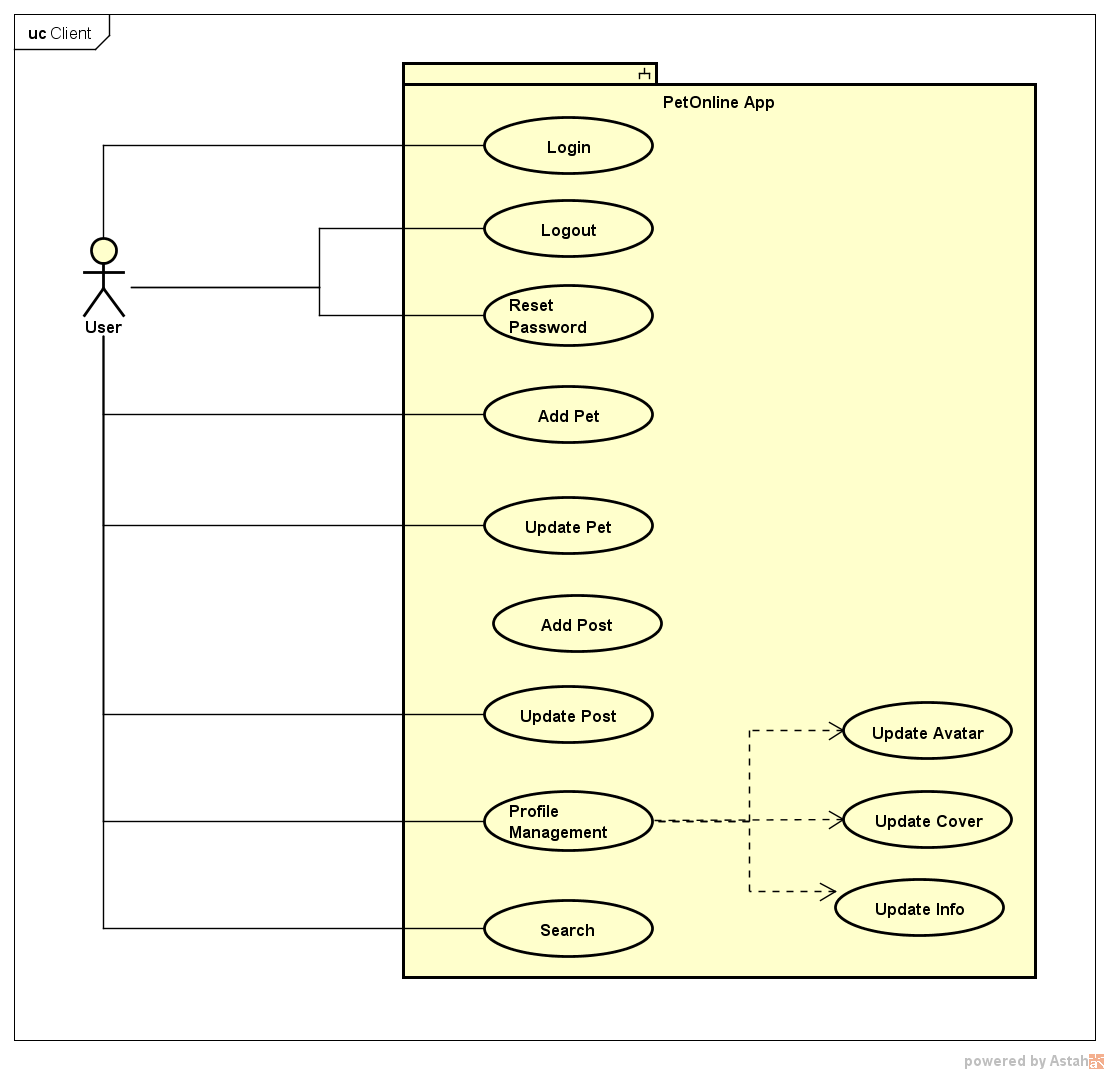 uc Client
PetOnline App
Login
Logout
Reset
Password
User
Add Pet
Update Pet
Add Post
Update Post
Update Avatar
Profile
Management
Update Cover
Update Info
Search
powered by Astah